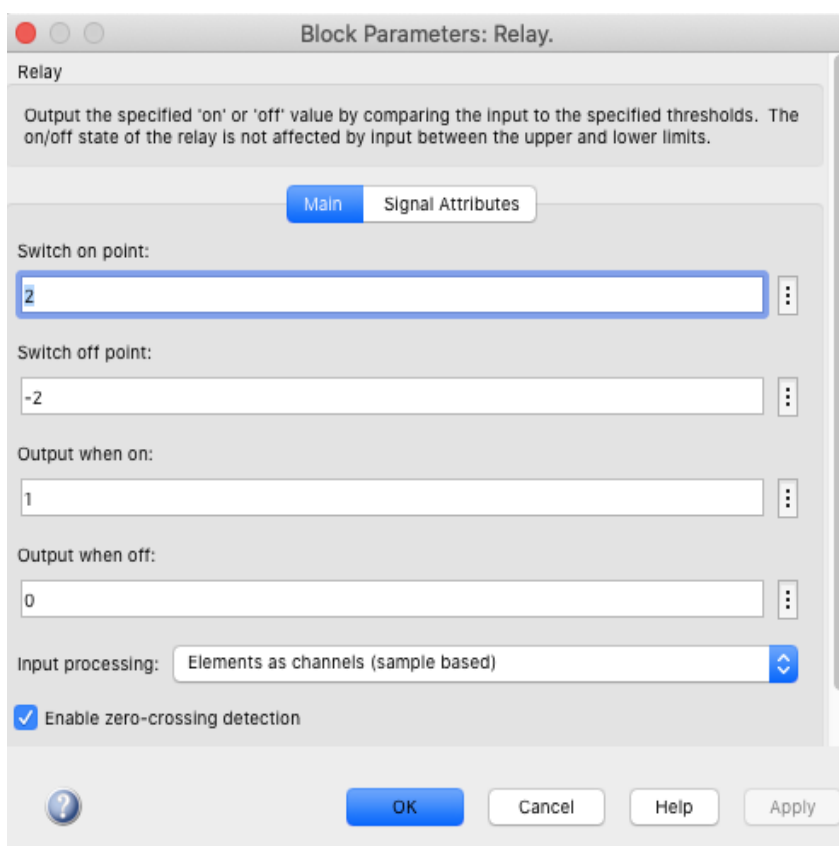 Block Parameters: Relay.
Relay
Output the specified 'on' or 'off' value by comparing the input to the specified thresholds. The
on/off state of the relay is not affected by input between the upper and lower limits.
Main Signal Attributes
Switch on point:
2
Switch off point:
-2
Output when on:
1
Output when off:
0
Input processing: Elements as channels (sample based)
Enable zero-crossing detection
? OK Cancel Help Apply